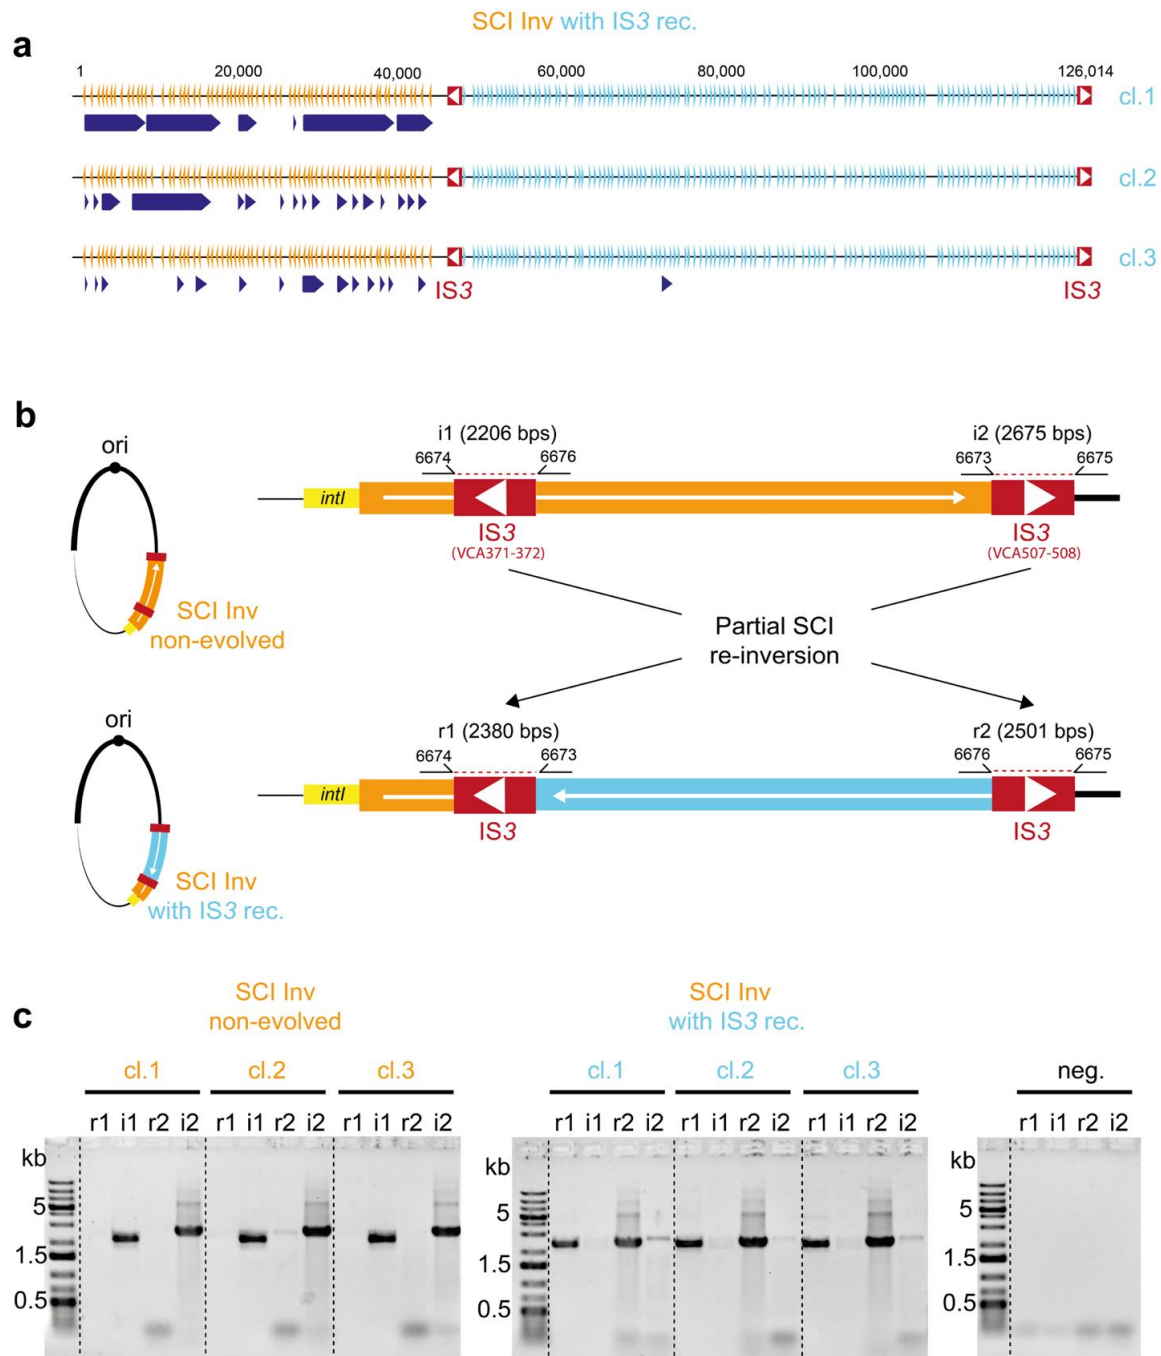 SCI Inv with IS3 rec.
a
1 20,000 40,000 60,000 80,000 100,000 126,014
cl.1
cl.2
cl.3
IS3 IS3
b
ori
i1 (2206 bps) i2 (2675 bps)
6674 6676 6673 6675
intI
IS3 IS3
(VCA371-372) (VCA507-508)
SCI Inv
non-evolved
Partial SCI
re-inversion
ori
r1 (2380 bps) r2 (2501 bps)
6674 6673 6676 6675
intI
IS3 IS3
SCI Inv
with IS3 rec.
c
SCI Inv
non-evolved
SCI Inv
with IS3 rec.
cl.1 cl.2 cl.3 cl.1 cl.2 cl.3 neg.
r1 i1 r2 i2 r1 i1 r2 i2 r1 i1 r2 i2 r1 i1 r2 i2 r1 i1 r2 i2 r1 i1 r2 i2 r1 i1 r2 i2
kb kb kb
5 5 5
1.5 1.5 1.5
0.5 0.5 0.5